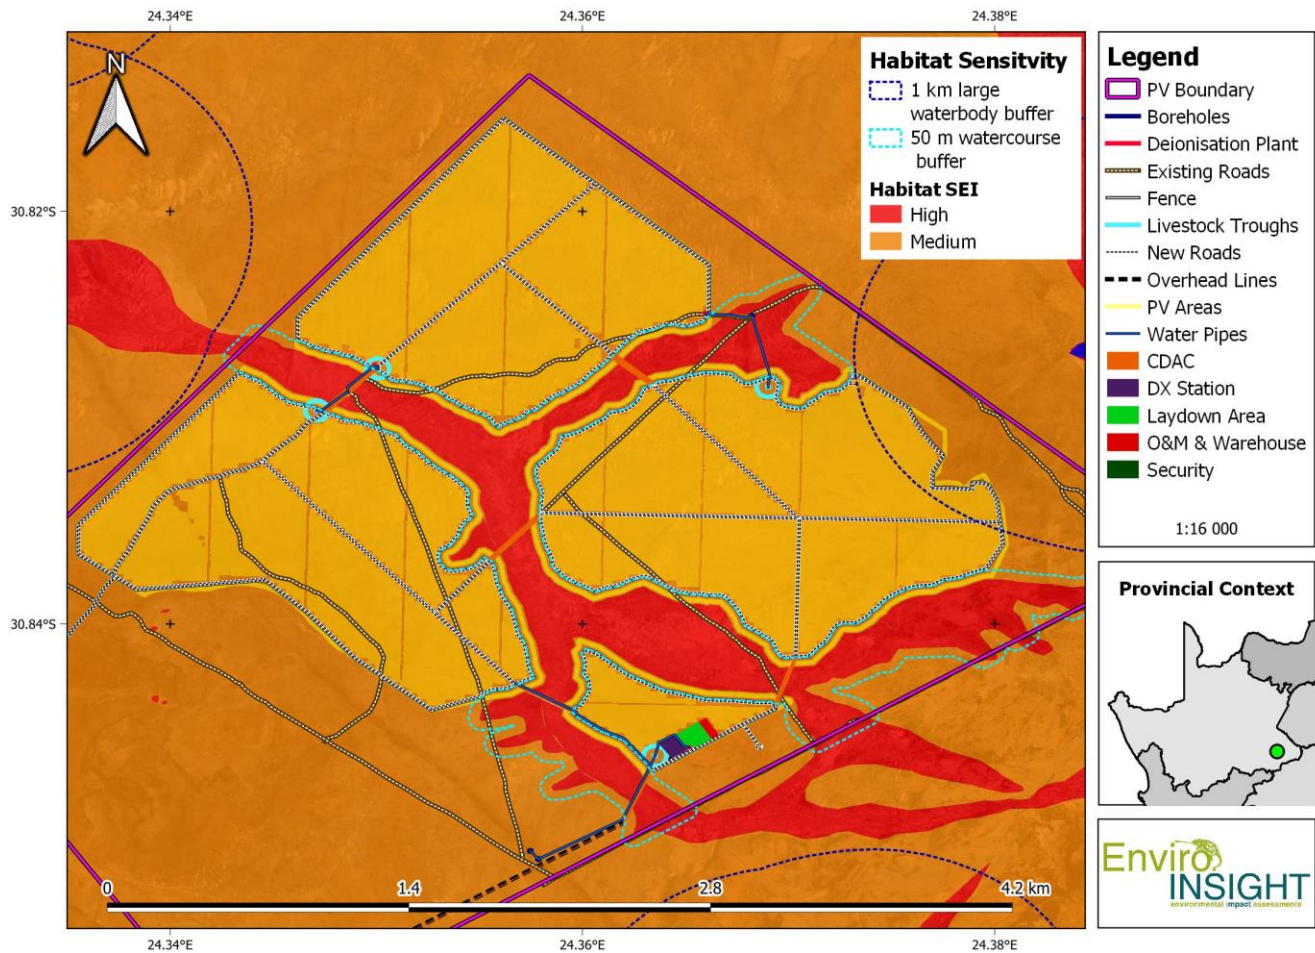 24.34°E
24.36°E
24.38°E
N
30.82°S
30.84°S
Habitat Sensitvity
1 km large
waterbody buffer
50 m watercourse
buffer
Habitat SEI
High
Medium
Legend
PV Boundary
Boreholes
Deionisation Plant
Existing Roads
Fence
Livestock Troughs
New Roads
Overhead Lines
PV Areas
Water Pipes
CDAC
DX Station
Laydown Area
O&M & Warehouse
Security
1:16 000
Provincial Context
Enviro
INSIGHT
environmental impact assessments
0
1.4
2.8
4.2 km
24.34°E
24.36°E
24.38°E